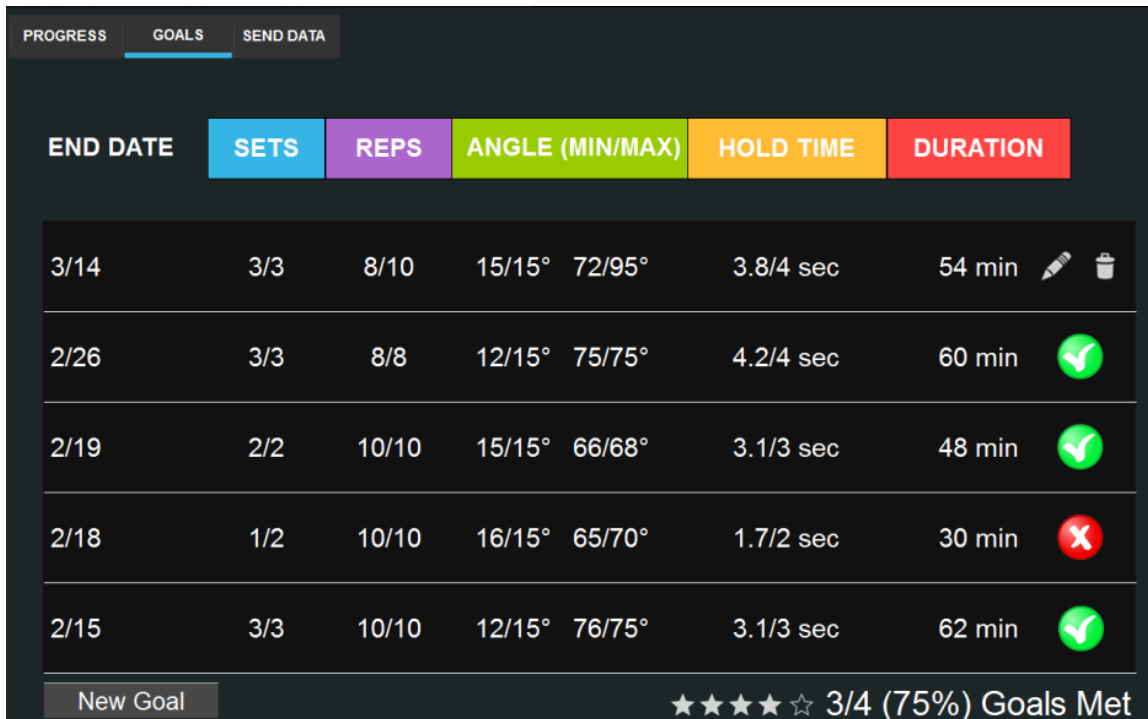 PROGRESS GOALS SEND DATA
END DATE SETS REPS ANGLE (MIN/MAX) HOLD TIME DURATION
3/14 3/3 8/10 15/15° 72/95° 3.8/4 sec 54 min
2/26 3/3 8/8 12/15° 75/75° 4.2/4 sec 60 min
2/19 2/2 10/10 15/15° 66/68° 3.1/3 sec 48 min
2/18 1/2 10/10 16/15° 65/70° 1.7/2 sec 30 min
2/15 3/3 10/10 12/15° 76/75° 3.1/3 sec 62 min
New Goal ★★★★☆ 3/4 (75%) Goals Met